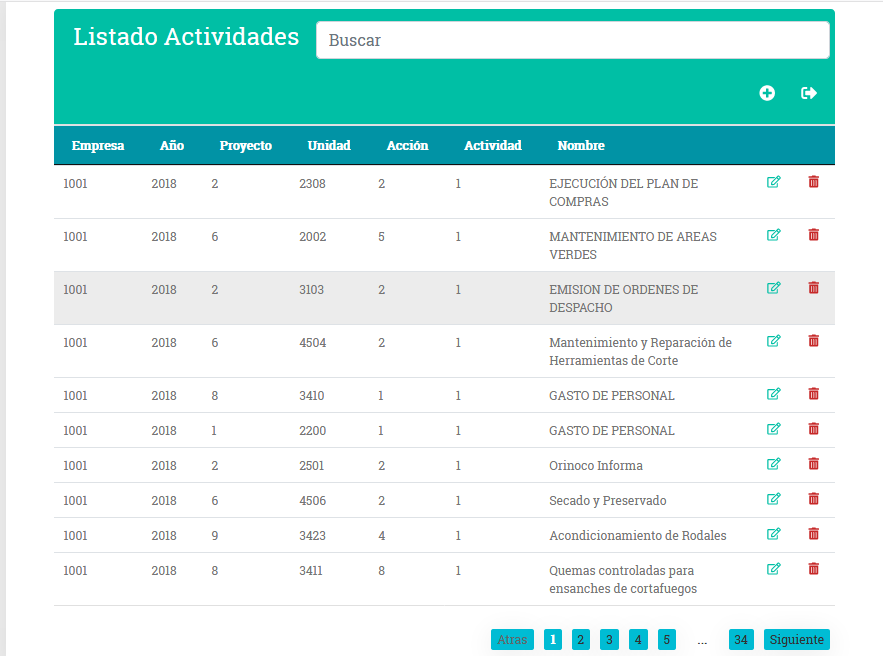 Listado Actividades Buscar
Empresa Año Proyecto Unidad Acción Actividad Nombre
1001 2018 2 2308 2 1 EJECUCIÓN DEL PLAN DE
COMPRAS
1001 2018 6 2002 5 1 MANTENIMIENTO DE AREAS
VERDES
1001 2018 2 3103 2 1 EMISION DE ORDENES DE
DESPACHO
1001 2018 6 4504 2 1 Mantenimiento y Reparación de
Herramientas de Corte
1001 2018 8 3410 1 1 GASTO DE PERSONAL
1001 2018 1 2200 1 1 GASTO DE PERSONAL
1001 2018 2 2501 2 1 Orinoco Informa
1001 2018 6 4506 2 1 Secado y Preservado
1001 2018 9 3423 4 1 Acondicionamiento de Rodales
1001 2018 8 3411 8 1 Quemas controladas para
ensanches de cortafuegos
Atras 1 2 3 4 5 ... 34 Siguiente